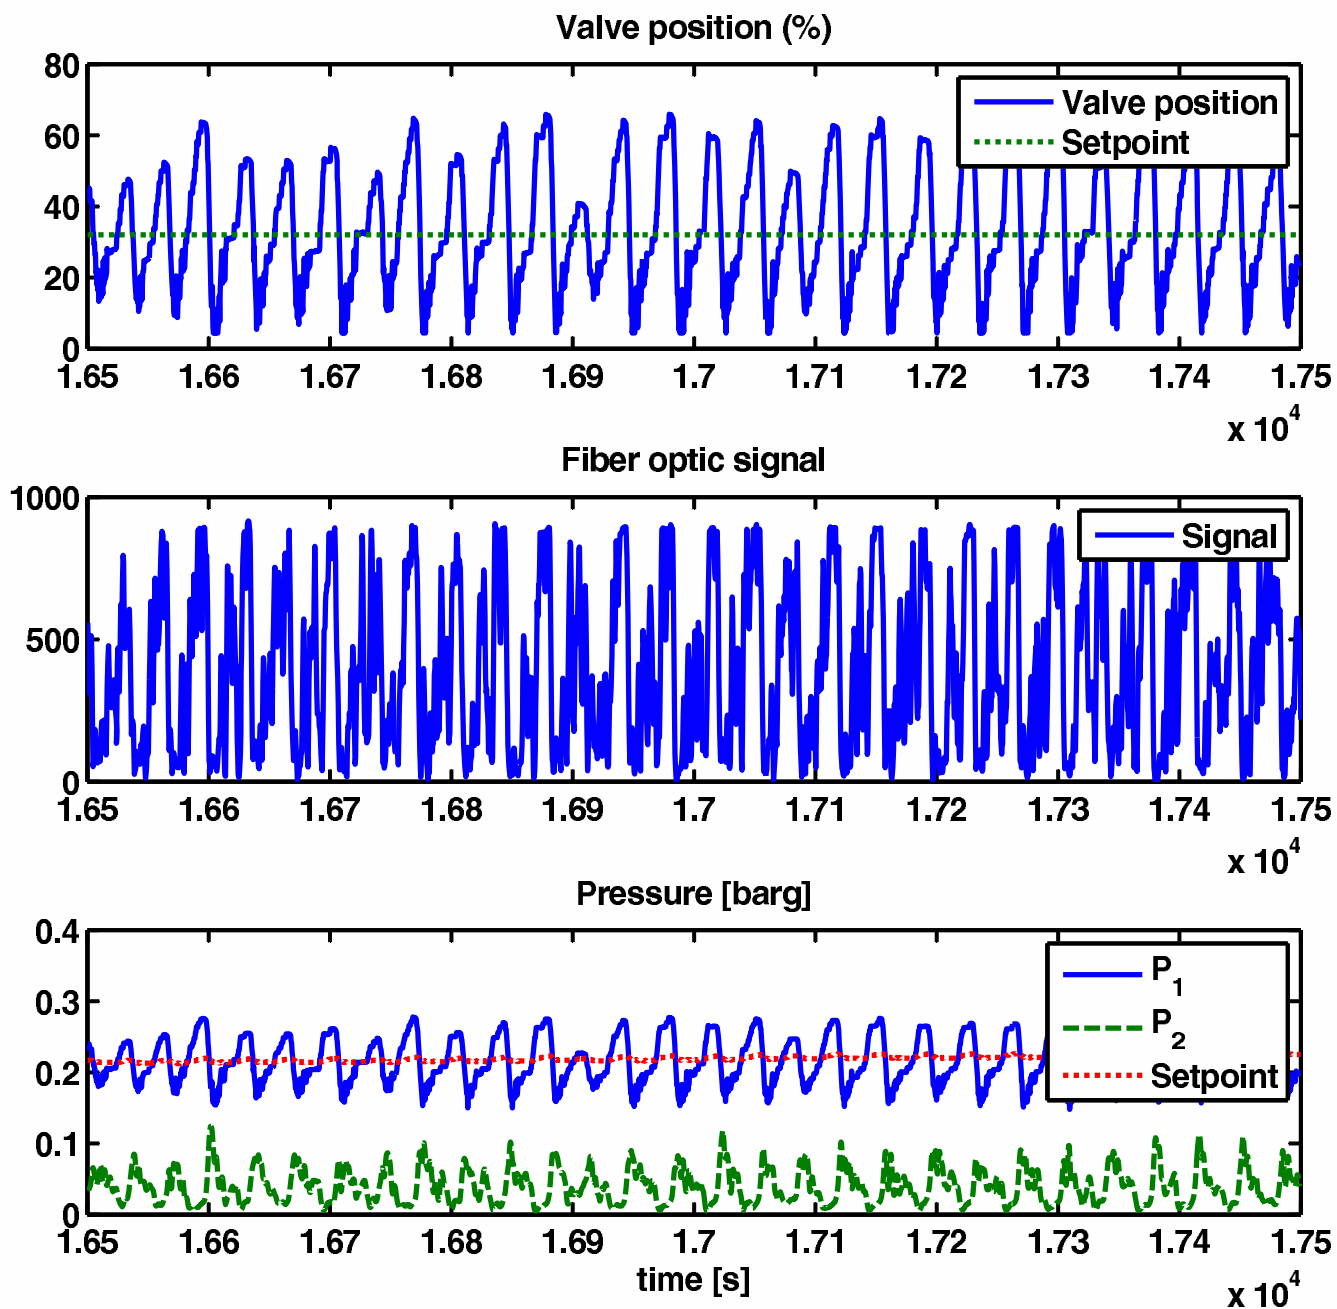 Valve position (%)
80
60
40
20
0
Valve position
Setpoint
1.65 1.66 1.67 1.68 1.69 1.7 1.71 1.72 1.73 1.74 1.75
x 10^4
Fiber optic signal
1000
500
0
Signal
1.65 1.66 1.67 1.68 1.69 1.7 1.71 1.72 1.73 1.74 1.75
x 10^4
Pressure [barg]
0.4
0.3
0.2
0.1
0
P_1
P_2
Setpoint
1.65 1.66 1.67 1.68 1.69 1.7 1.71 1.72 1.73 1.74 1.75
time [s]
x 10^4